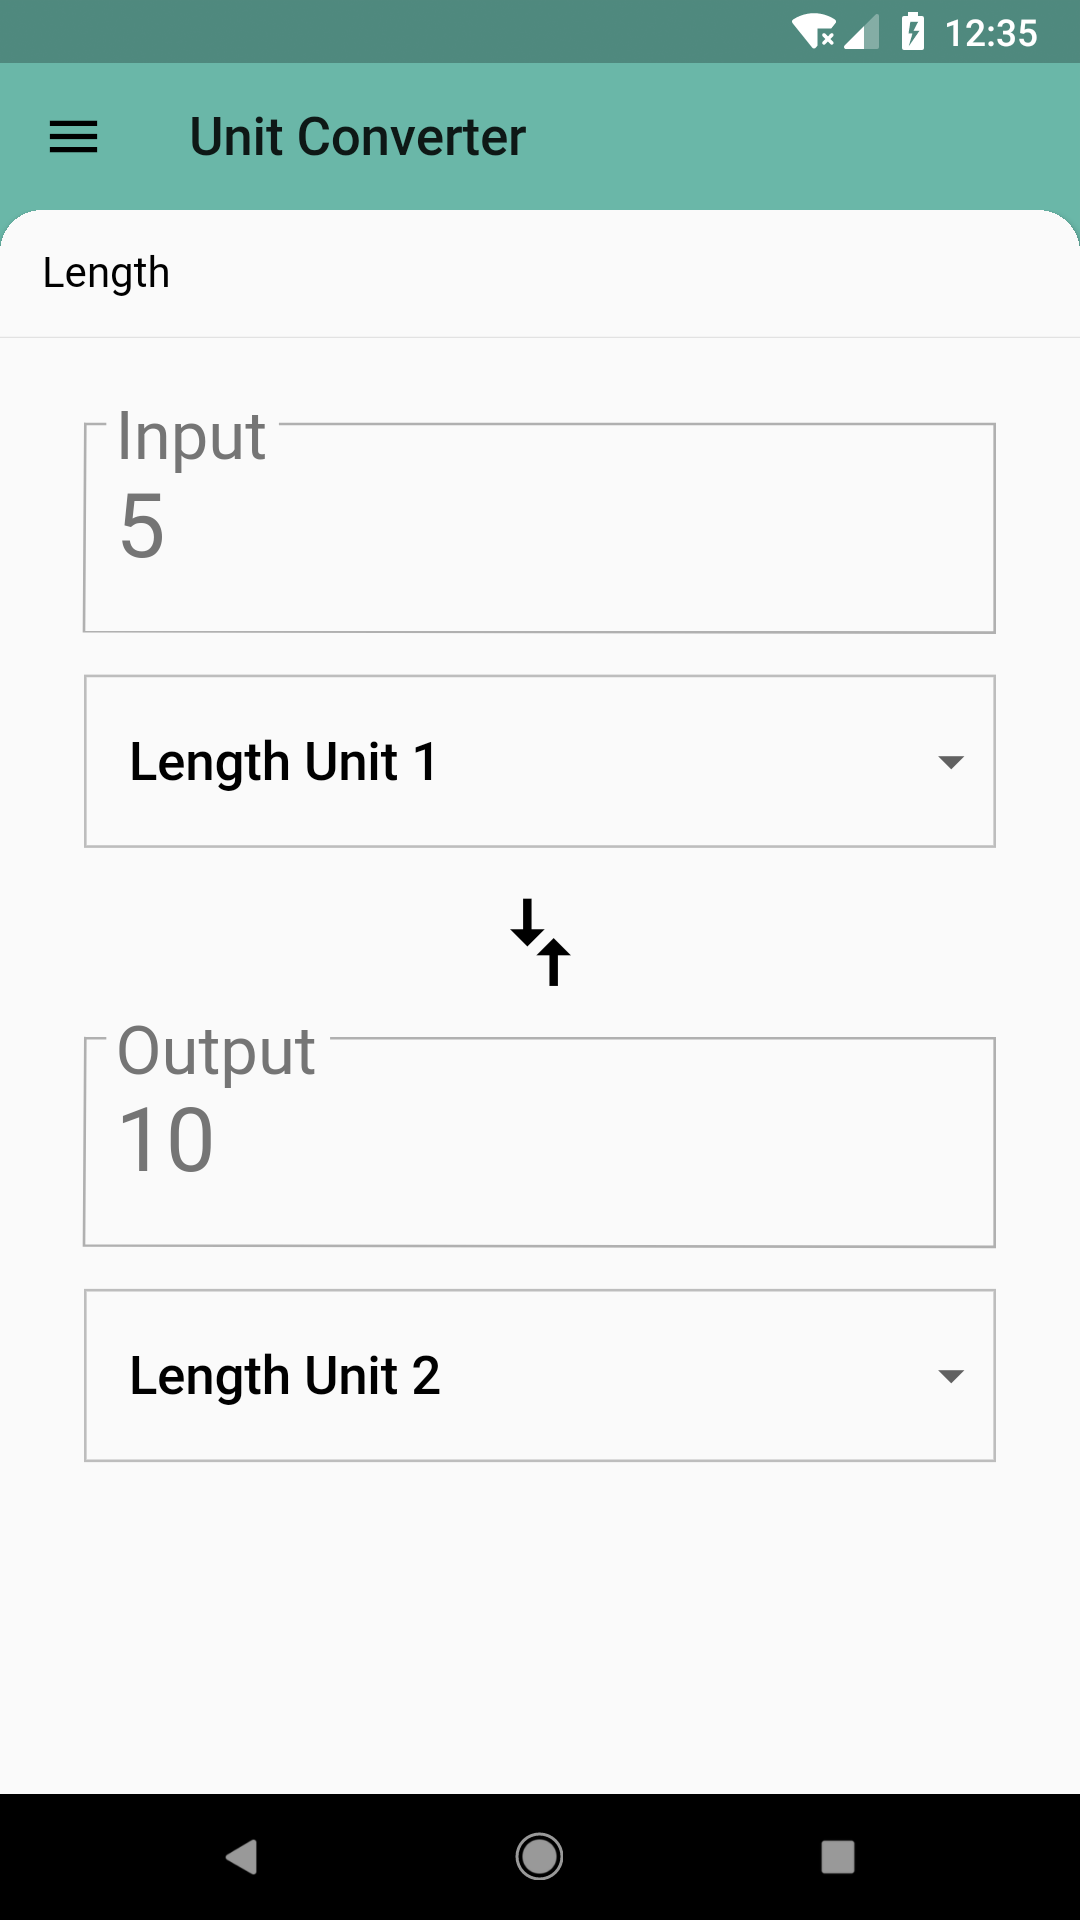 12:35
Unit Converter
Length
Input
5
Length Unit 1
Output
10
Length Unit 2